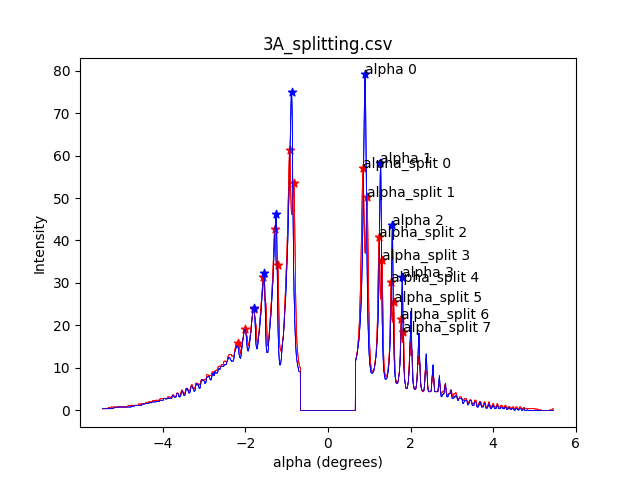 3A_splitting.csv
80
70
60
50
40
30
20
10
0
Intensity
alpha 0
alpha 1
alpha_split 0
alpha_split 1
alpha 2
alpha_split 2
alpha_split 3
alpha 3
alpha_split 4
alpha_split 5
alpha_split 6
alpha_split 7
−4 −2 0 2 4 6
alpha (degrees)